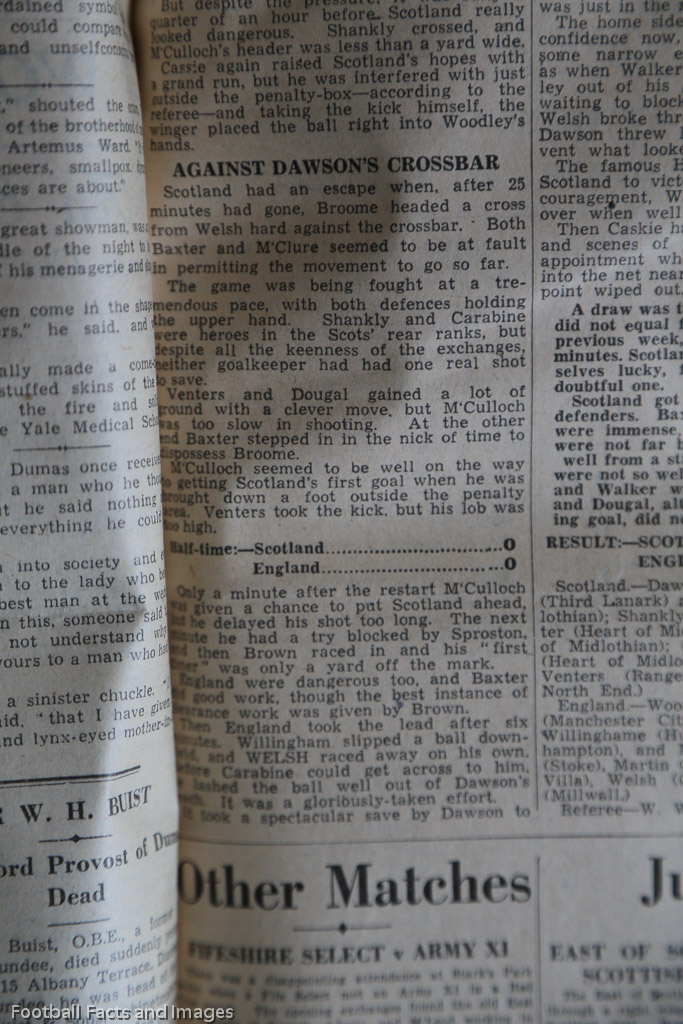 rdained symbol
could compan
and unselfconsc
," shouted the
of the brotherhood
Artemus Ward.
neers, smallpox
ces are about."
great showman, was
dle of the night to
his menagerie and
en come in the
rs." he said. and
ally made a
stuffed skins of the
the fire and
e Yale Medical
Dumas once
a man who he
ut he said nothing
everything he could
into society and
to the lady who
best man at the
n this, someone said
not understand why
yours to a man who
a sinister chuckle.
aid, "that I have
nd lynx-eyed mother-in-
R W. H. BUIST
ord Provost of
Dead
Buist, O.B.E., a
undee, died suddenly
15 Albany Terrace,
he was head
But despite the
quarter of an hour before Scotland really
looked dangerous. Shankly crossed, and
M'Culloch's header was less than a yard wide.
Cassie again raised Scotland's hopes with
a grand run, but he was interfered with just
outside the penalty-box—according to the
referee—and taking the kick himself, the
winger placed the ball right into Woodley's
hands.
AGAINST DAWSON'S CROSSBAR
Scotland had an escape when, after 25
minutes had gone, Broome headed a cross
from Welsh hard against the crossbar. Both
Baxter and M'Clure seemed to be at fault
in permitting the movement to go so far.
The game was being fought at a tre-
mendous pace, with both defences holding
the upper hand. Shankly and Carabine
were heroes in the Scots' rear ranks, but
despite all the keenness of the exchanges,
neither goalkeeper had had one real shot
to save.
Venters and Dougal gained a lot of
ground with a clever move, but M'Culloch
was too slow in shooting. At the other
end Baxter stepped in in the nick of time to
dispossess Broome.
M'Culloch seemed to be well on the way
to getting Scotland's first goal when he was
brought down a foot outside the penalty
area. Venters took the kick, but his lob was
too high.
Half-time:—Scotland..............................0
England..............................0
Only a minute after the restart M'Culloch
was given a chance to put Scotland ahead,
but he delayed his shot too long. The next
minute he had a try blocked by Sproston,
and then Brown raced in and his "first
" was only a yard off the mark.
England were dangerous too, and Baxter
did good work, though the best instance of
clearance work was given by Brown.
Then England took the lead after six
minutes. Willingham slipped a ball down-
and WELSH raced away on his own.
Before Carabine could get across to him,
he lashed the ball well out of Dawson's
reach. It was a gloriously-taken effort.
It took a spectacular save by Dawson to
was just in the
The home side
confidence now.
some narrow e
as when Walker
ley out of his
waiting to block
Welsh broke thr
Dawson threw
vent what looke
The famous H
Scotland to vict
couragement, W
over when well
Then Caskie ha
and scenes of
appointment wh
into the net near
point wiped out.
A draw was t
did not equal f
previous week,
minutes. Scotlan
selves lucky, f
doubtful one.
Scotland got
defenders. Bax
were immense,
were not far b
well from a st
were not so wel
and Walker w
and Dougal, alt
ing goal, did n
RESULT:—SCOT
ENGL
Scotland.—Daw
(Third Lanark) a
lothian); Shankly
ter (Heart of Mi
of Midlothian);
(Heart of Midlo
Venters (Range
North End.)
England.—Woo
(Manchester Cit
Willinghame (Hu
hampton), and
(Stoke), Martin
Villa), Welsh (C
(Millwall.)
Referee—W. W
Other Matches
FIFESHIRE SELECT v ARMY XI
Ju
EAST OF SC
SCOTTIS
Football Facts and Images